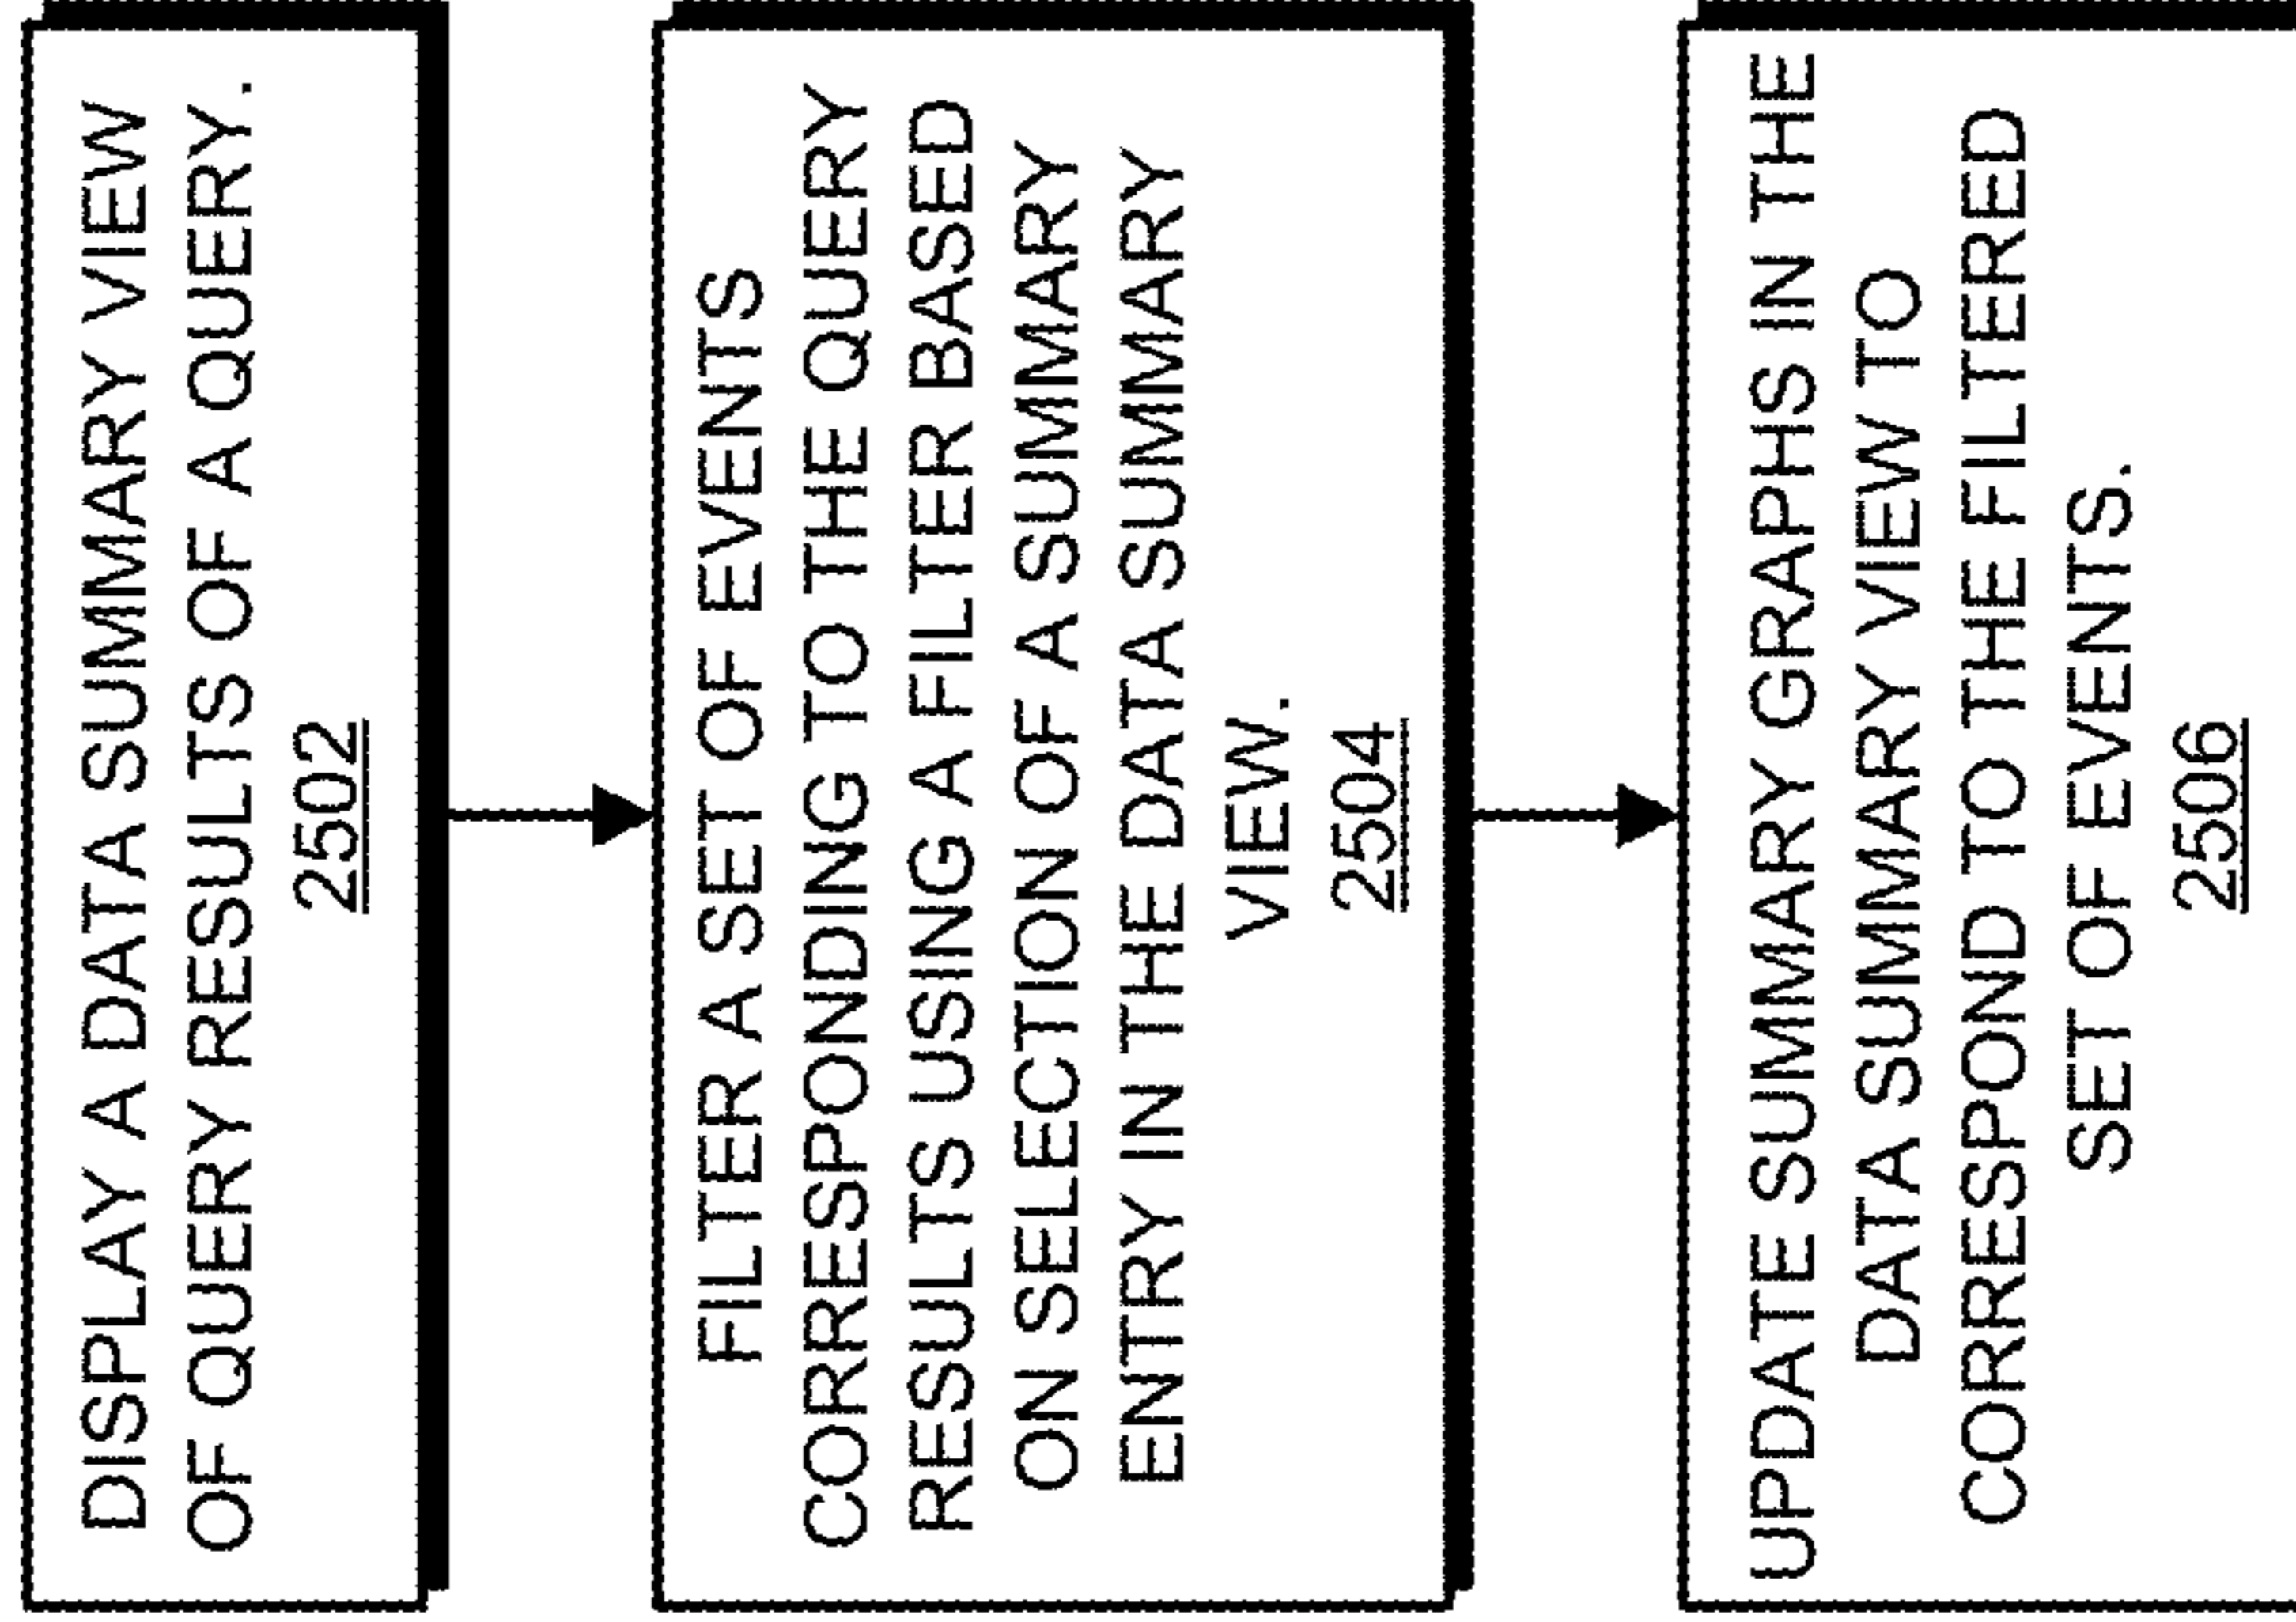 DISPLAY A DATA SUMMARY VIEW
OF QUERY RESULTS OF A QUERY.
2502
FILTER A SET OF EVENTS
CORRESPONDING TO THE QUERY
RESULTS USING A FILTER BASED
ON SELECTION OF A SUMMARY
ENTRY IN THE DATA SUMMARY
VIEW.
2504
UPDATE SUMMARY GRAPHS IN THE
DATA SUMMARY VIEW TO
CORRESPOND TO THE FILTERED
SET OF EVENTS.
2506